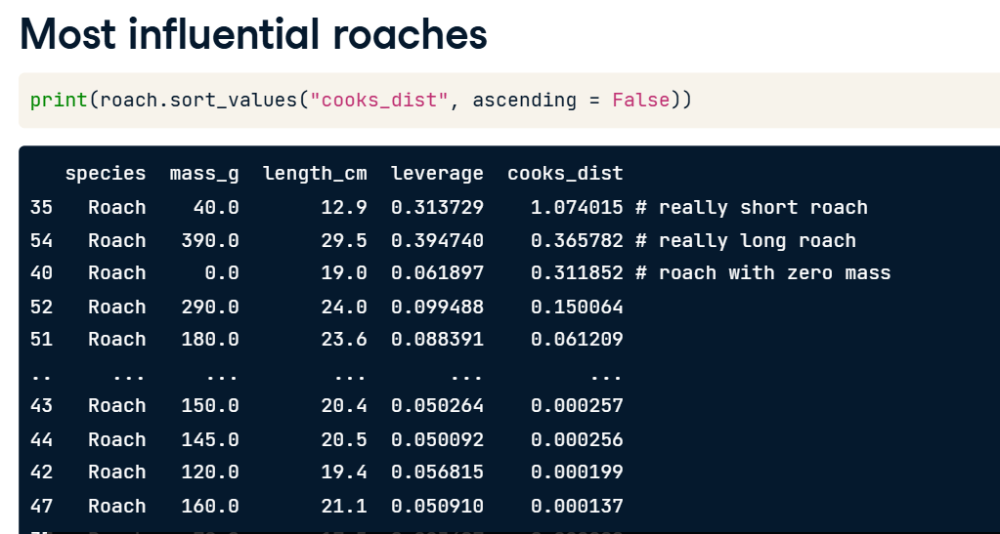 Most influential roaches
print(roach.sort_values("cooks_dist", ascending = False))
species mass_g length_cm leverage cooks_dist
35 Roach 40.0 12.9 0.313729 1.074015 # really short roach
54 Roach 390.0 29.5 0.394740 0.365782 # really long roach
40 Roach 0.0 19.0 0.061897 0.311852 # roach with zero mass
52 Roach 290.0 24.0 0.099488 0.150064
51 Roach 180.0 23.6 0.088391 0.061209
.. ... ... ... ... ...
43 Roach 150.0 20.4 0.050264 0.000257
44 Roach 145.0 20.5 0.050092 0.000256
42 Roach 120.0 19.4 0.056815 0.000199
47 Roach 160.0 21.1 0.050910 0.000137